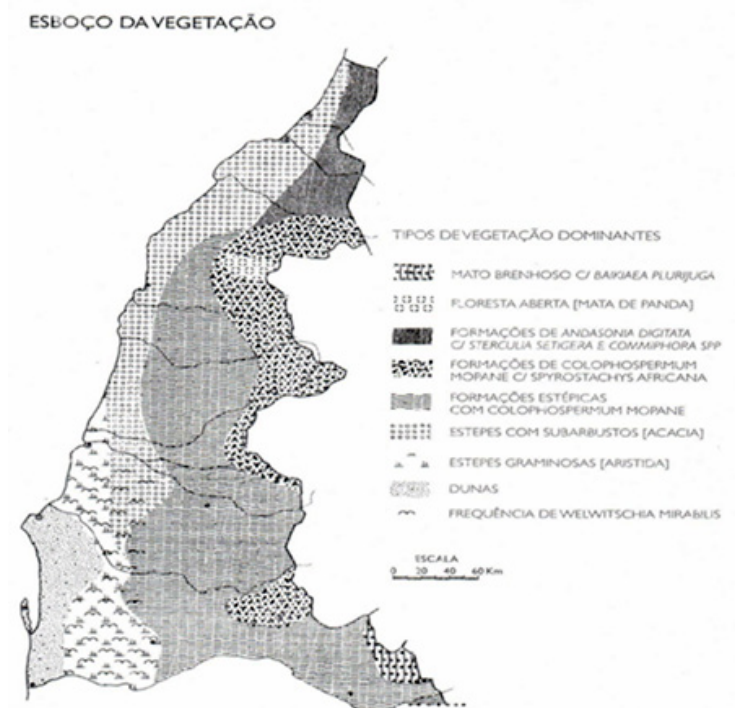 ESBOÇO DA VEGETAÇÃO
TIPOS DE VEGETAÇÃO DOMINANTES
MATO BRENHOSO C/ BAIKIAEA PLURIJUGA
FLORESTA ABERTA [MATA DE PANDA]
FORMAÇÕES DE ANDASONIA DIGITATA
C/ STERCULIA SETIGERA E COMMIPHORA SPP
FORMAÇÕES DE COLOPHOSPERMUM
MOPANE C/ SPYROSTACHYS AFRICANA
FORMAÇÕES ESTÉPICAS
COM COLOPHOSPERMUM MOPANE
ESTEPES COM SUBARBUSTOS [ACACIA]
ESTEPES GRAMINOSAS [ARISTIDA]
DUNAS
FREQUÊNCIA DE WELWITSCHIA MIRABILIS
ESCALA
0 20 40 60 Km